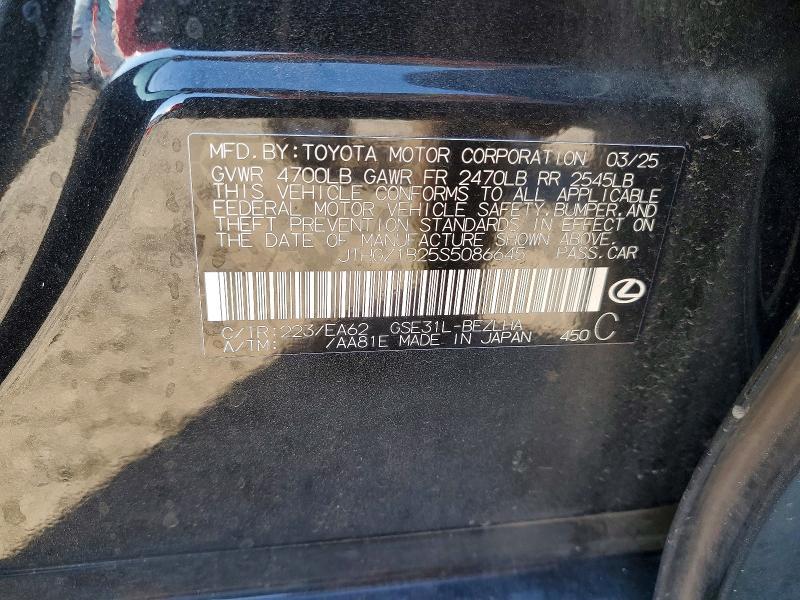 MFD. BY: TOYOTA MOTOR CORPORATION 03/25
GVWR 4700LB GAWR FR 2470LB RR 2545LB
THIS VEHICLE CONFORMS TO ALL APPLICABLE
FEDERAL MOTOR VEHICLE SAFETY, BUMPER, AND
THEFT PREVENTION STANDARDS IN EFFECT ON
THE DATE OF MANUFACTURE SHOWN ABOVE.
JTHGZ1B25S5086645 PASS. CAR
C/TR: 223/EA62 GSE31L-BEZLHA
A/TM: /AA81E MADE IN JAPAN 450 C